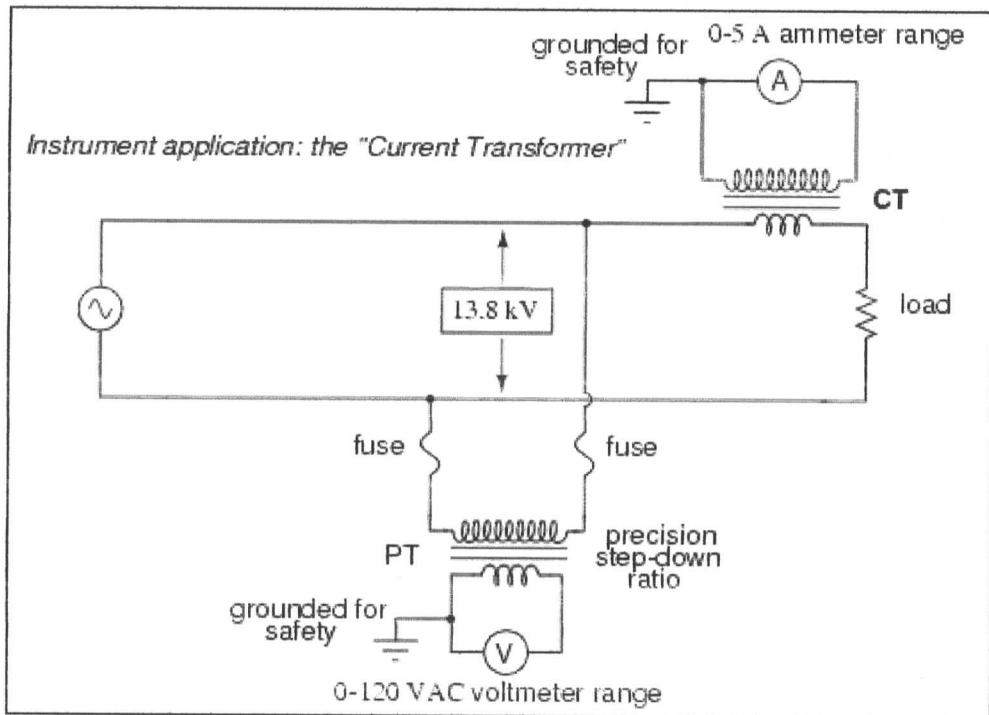 0-5 A ammeter range
grounded for
safety
A
Instrument application: the "Current Transformer"
CT
13.8 kV
load
fuse
fuse
PT
precision
step-down
ratio
grounded for
safety
V
0-120 VAC voltmeter range